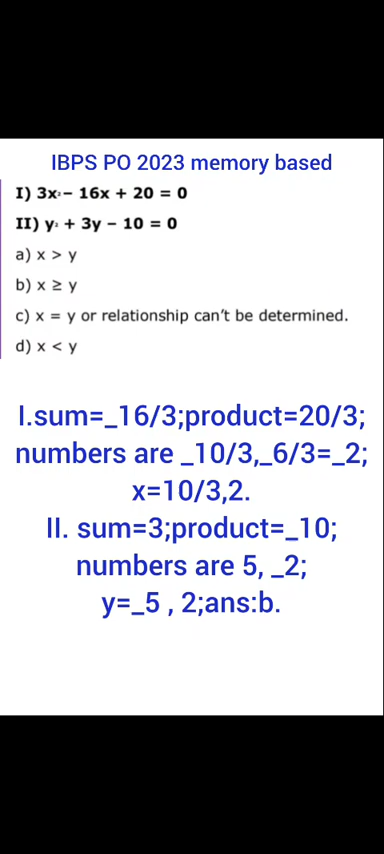 IBPS PO 2023 memory based
I) 3x² – 16x + 20 = 0
II) y² + 3y – 10 = 0
a) x > y
b) x ≥ y
c) x = y or relationship can't be determined.
d) x < y
I.sum=_16/3;product=20/3;
numbers are _10/3,_6/3=_2;
x=10/3,2.
II. sum=3;product=_10;
numbers are 5, _2;
y=_5 , 2;ans:b.